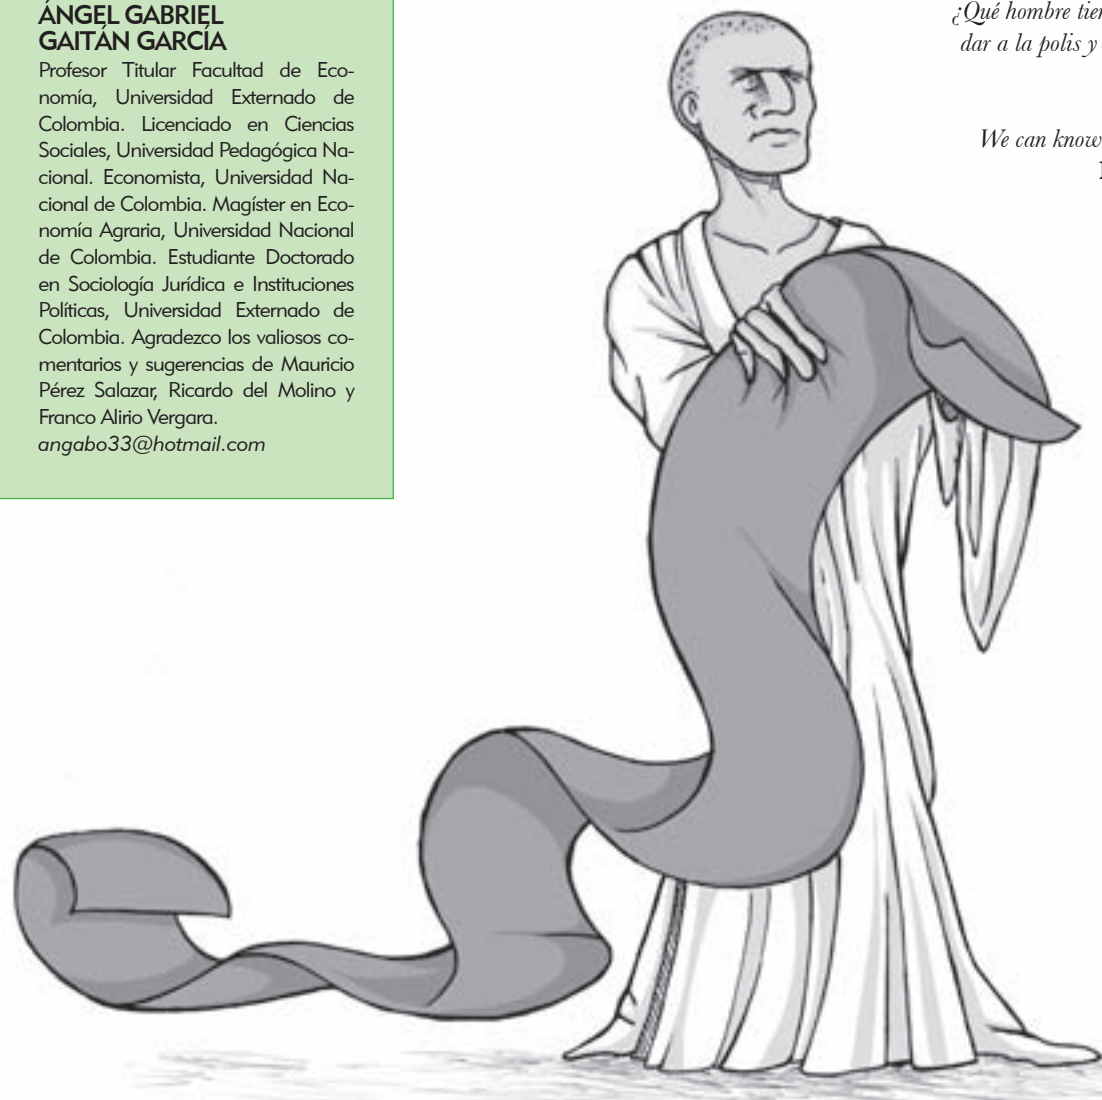 ÁNGEL GABRIEL
GAITÁN GARCÍA
Profesor Titular Facultad de Eco-
nomía, Universidad Externado de
Colombia. Licenciado en Ciencias
Sociales, Universidad Pedagógica Na-
cional. Economista, Universidad Na-
cional de Colombia. Magíster en Eco-
nomía Agraria, Universidad Nacional
de Colombia. Estudiante Doctorado
en Sociología Jurídica e Instituciones
Políticas, Universidad Externado de
Colombia. Agradezco los valiosos co-
mentarios y sugerencias de Mauricio
Pérez Salazar, Ricardo del Molino y
Franco Alirio Vergara.
angabo33@hotmail.com
¿Qué hombre
dar a la polis y
We can know